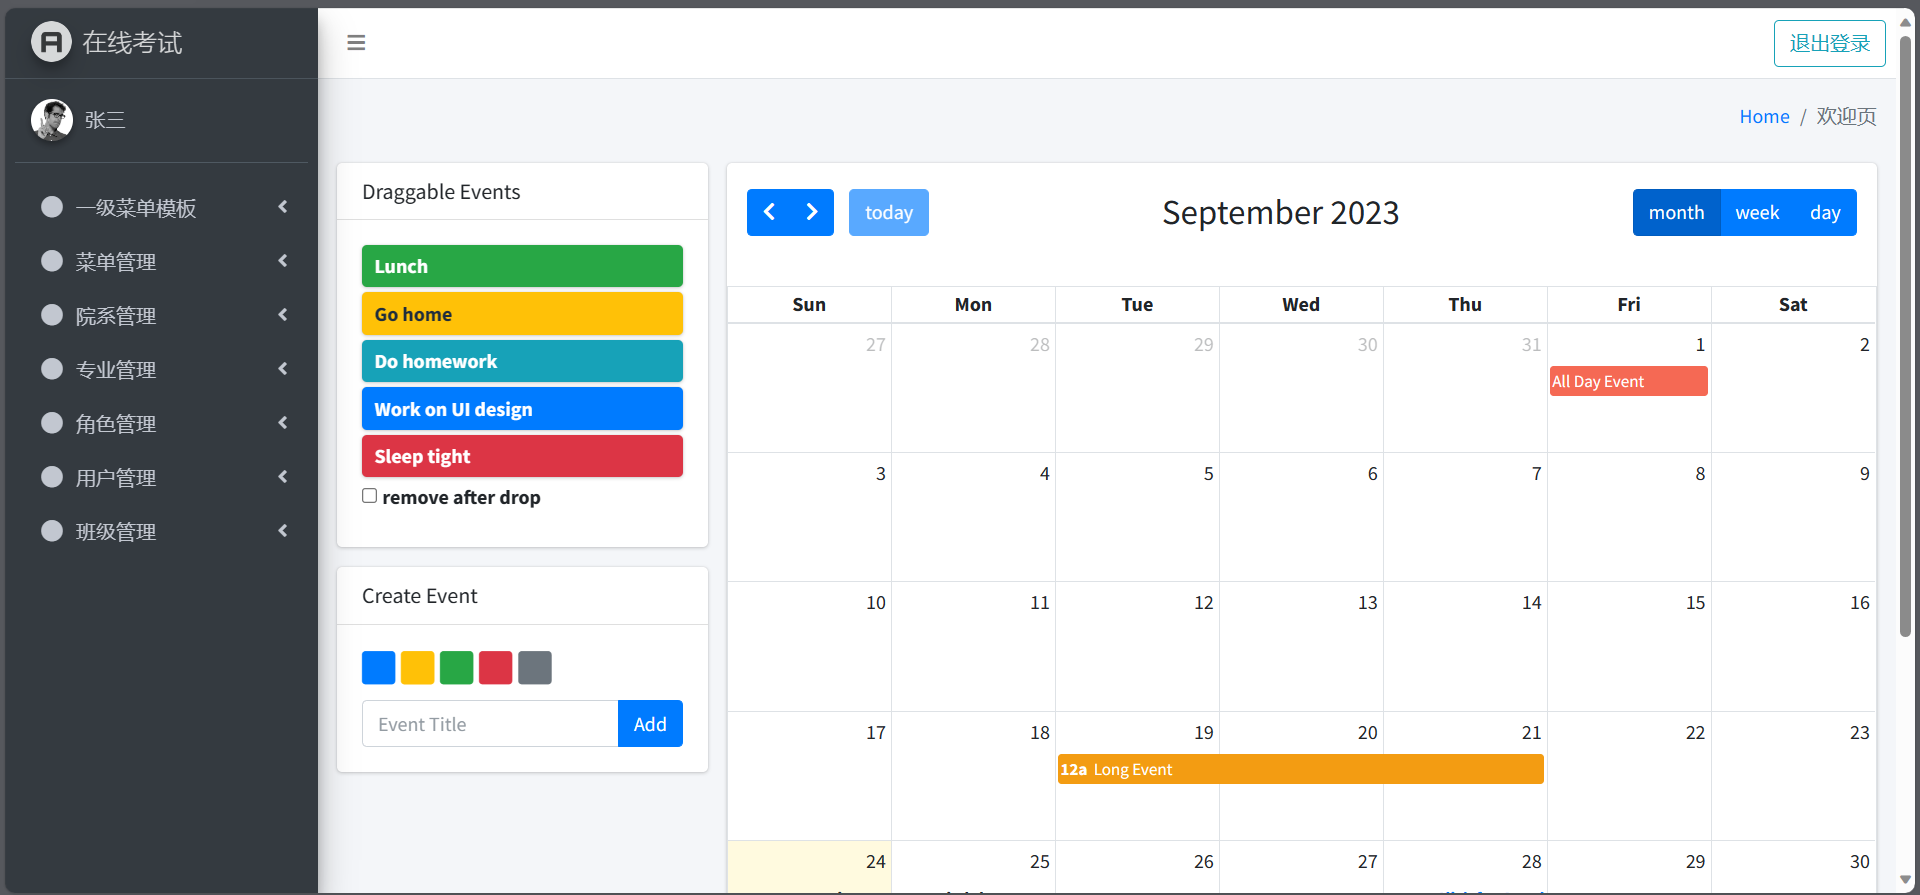 在线考试
退出登录
张三
Home / 欢迎页
一级菜单模板
菜单管理
院系管理
专业管理
角色管理
用户管理
班级管理
Draggable Events
Lunch
Go home
Do homework
Work on UI design
Sleep tight
remove after drop
Create Event
Event Title
Add
today
September 2023
month week day
Sun Mon Tue Wed Thu Fri Sat
27 28 29 30 31 1 2
All Day Event
3 4 5 6 7 8 9
10 11 12 13 14 15 16
17 18 19 20 21 22 23
12a Long Event
24 25 26 27 28 29 30